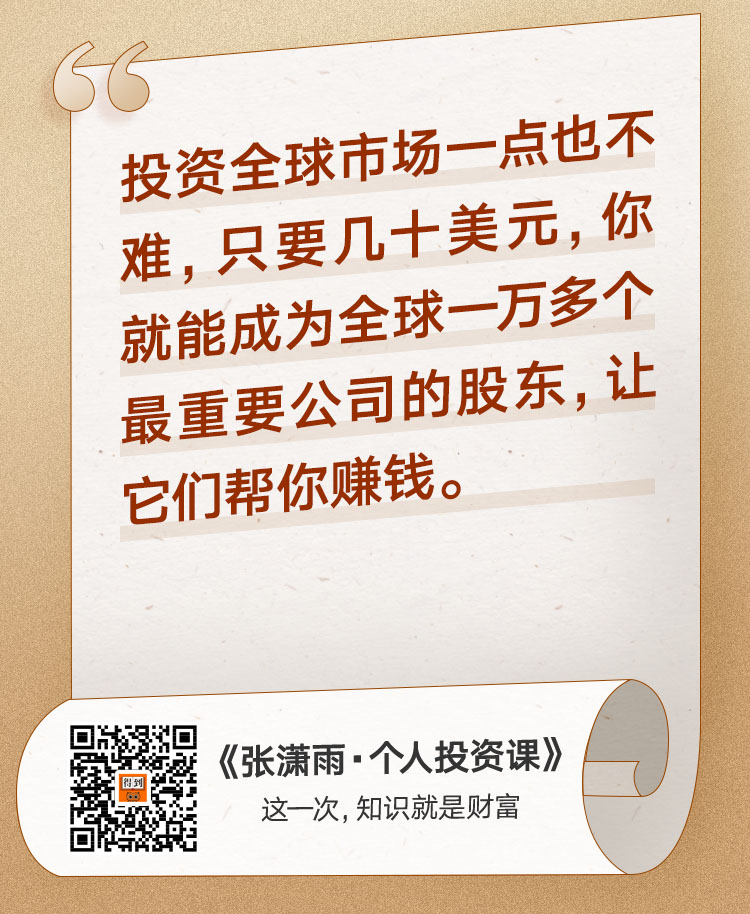 投资全球市场一点也不
难，只要几十美元，你
就能成为全球一万多个
最重要公司的股东，让
它们帮你赚钱。
得到
《张潇雨·个人投资课》
这一次，知识就是财富